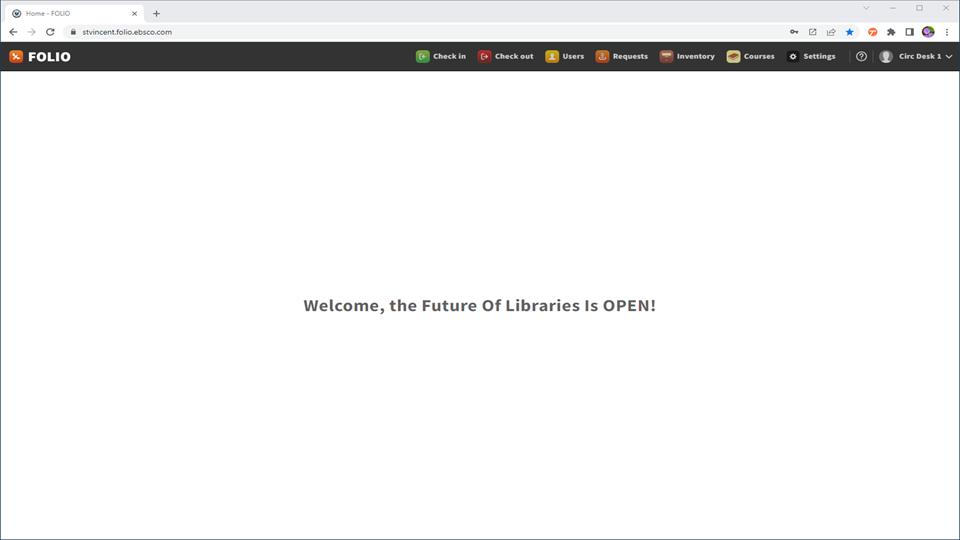 Home - FOLIO
stvincent.folio.ebsco.com
FOLIO Check in Check out Users Requests Inventory Courses Settings Circ Desk 1
Welcome, the Future Of Libraries Is OPEN!